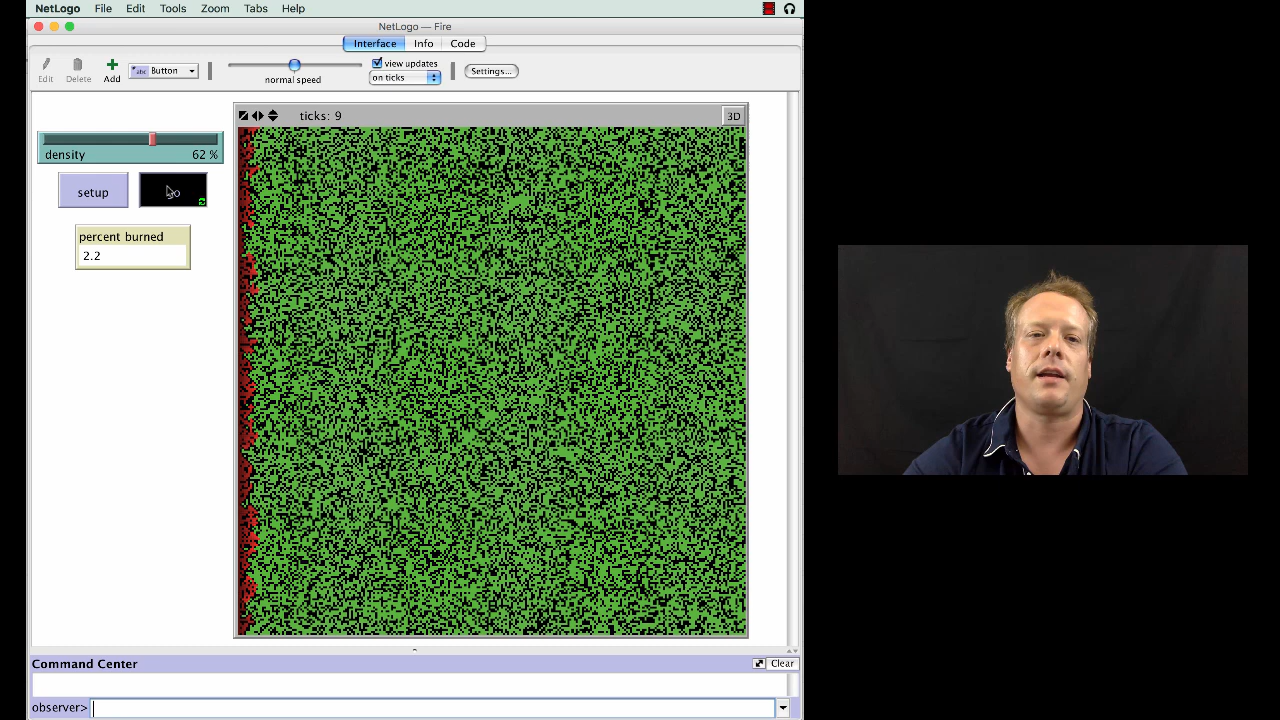 NetLogo File Edit Tools Zoom Tabs Help
NetLogo — Fire
Interface Info Code
Edit Delete Add abc Button normal speed view updates on ticks Settings...
ticks: 9 3D
density 62 %
setup
percent burned
2.2
Command Center Clear
observer>